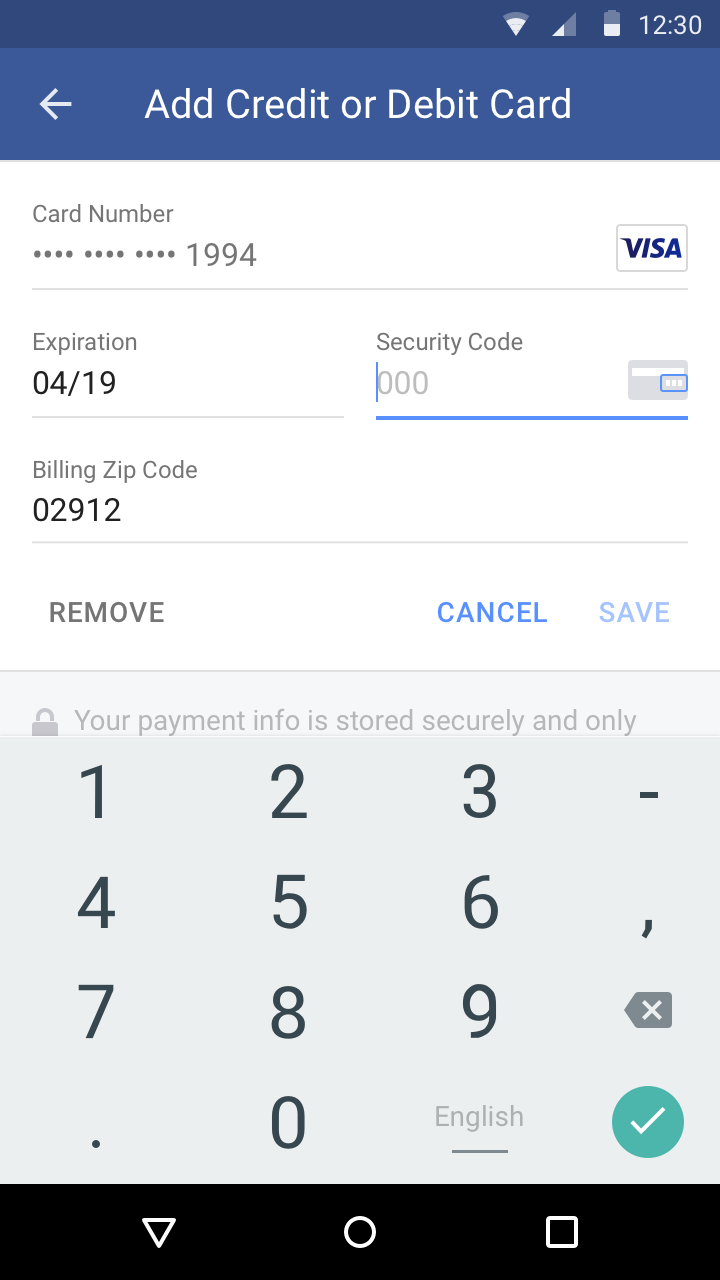 12:30
Add Credit or Debit Card
Card Number
•••• •••• •••• 1994
VISA
Expiration
Security Code
04/19
000
Billing Zip Code
02912
REMOVE
CANCEL
SAVE
Your payment info is stored securely and only
1 2 3 -
4 5 6 ,
7 8 9
. 0 English